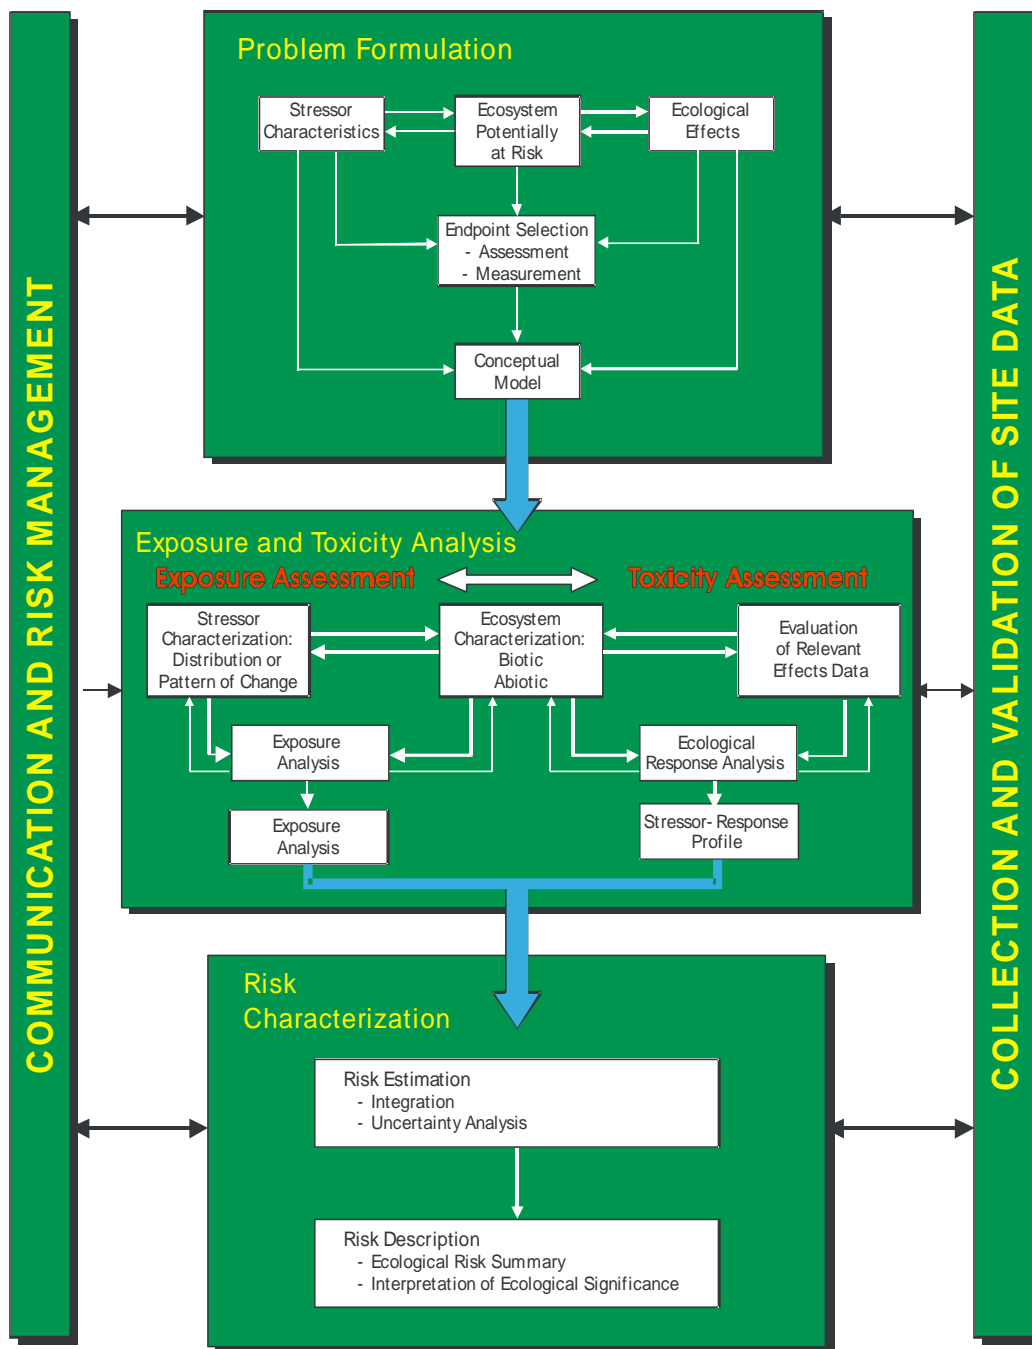 COMMUNICATION AND RISK MANAGEMENT
Problem Formulation
Stressor
Characteristics
Ecosystem
Potentially
at Risk
Ecological
Effects
Endpoint Selection
- Assessment
- Measurement
Conceptual
Model
Exposure and Toxicity Analysis
Exposure Assessment
Toxicity Assessment
Stressor
Characterization:
Distribution or
Pattern of Change
Ecosystem
Characterization:
Biotic
Abiotic
Evaluation
of Relevant
Effects Data
Exposure
Analysis
Ecological
Response Analysis
Exposure
Analysis
Stressor-Response
Profile
Risk
Characterization
Risk Estimation
- Integration
- Uncertainty Analysis
Risk Description
- Ecological Risk Summary
- Interpretation of Ecological Significance
COLLECTION AND VALIDATION OF SITE DATA